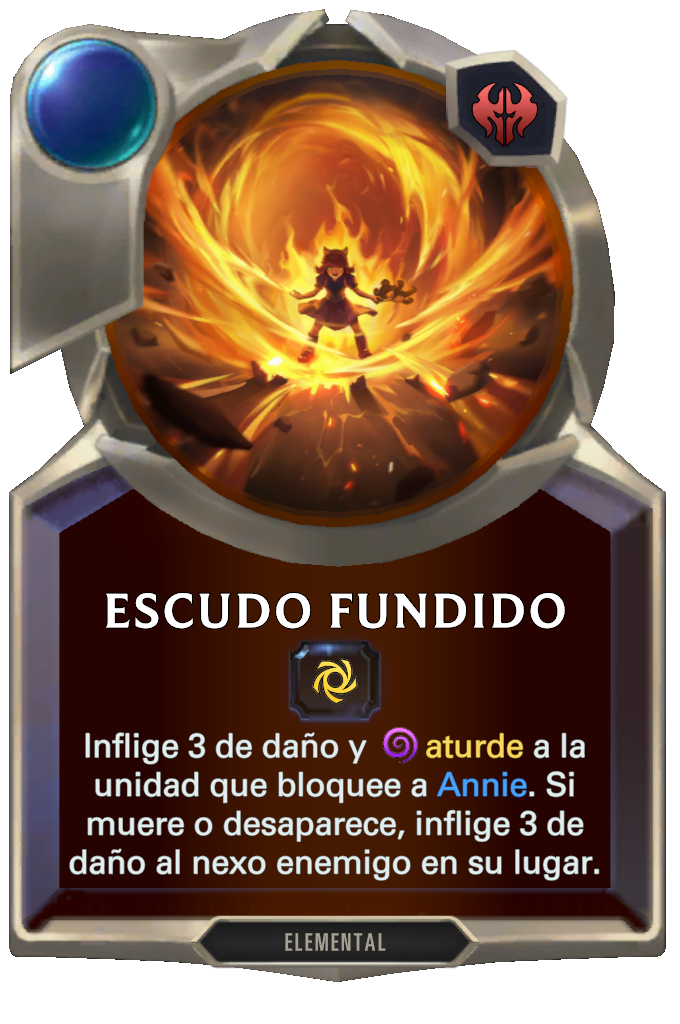 ESCUDO FUNDIDO
Inflige 3 de daño y aturde a la
unidad que bloquee a Annie. Si
muere o desaparece, inflige 3 de
daño al nexo enemigo en su lugar.
ELEMENTAL